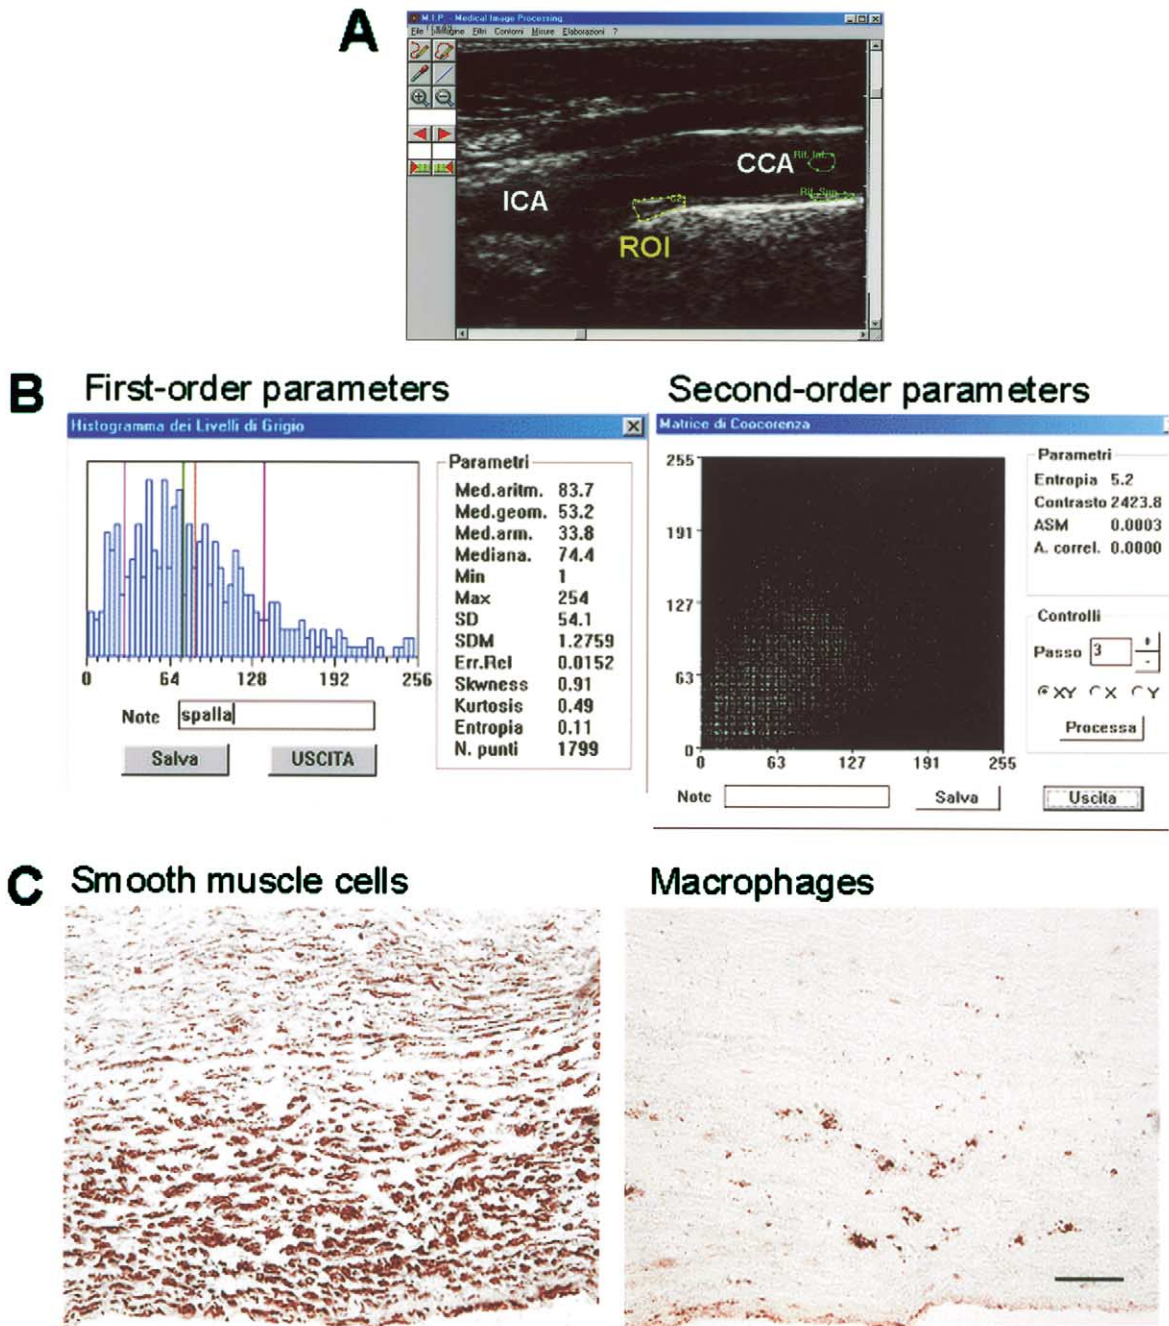 A
M.I.P. - Medical Image Processing
File Immagine Filtri Contorni Misure Elaborazioni ?
CCA
Rif. Inf.
Rif. Sup.
ICA
ROI
B
First-order parameters
Histogramma dei Livelli di Grigio
Parametri
Med.aritm. 83.7
Med.geom. 53.2
Med.arm. 33.8
Mediana. 74.4
Min 1
Max 254
SD 54.1
SDM 1.2759
Err.Rel 0.0152
Skwness 0.91
Kurtosis 0.49
Entropia 0.11
N. punti 1799
0 64 128 192 256
Note spalla
Salva USCITA
Second-order parameters
Matrice di Coocorenza
255
191
127
63
0
0 63 127 191 255
Parametri
Entropia 5.2
Contrasto 2423.8
ASM 0.0003
A. correl. 0.0000
Controlli
Passo 3 + -
XY X Y
Processa
Note Salva Uscita
C
Smooth muscle cells
Macrophages